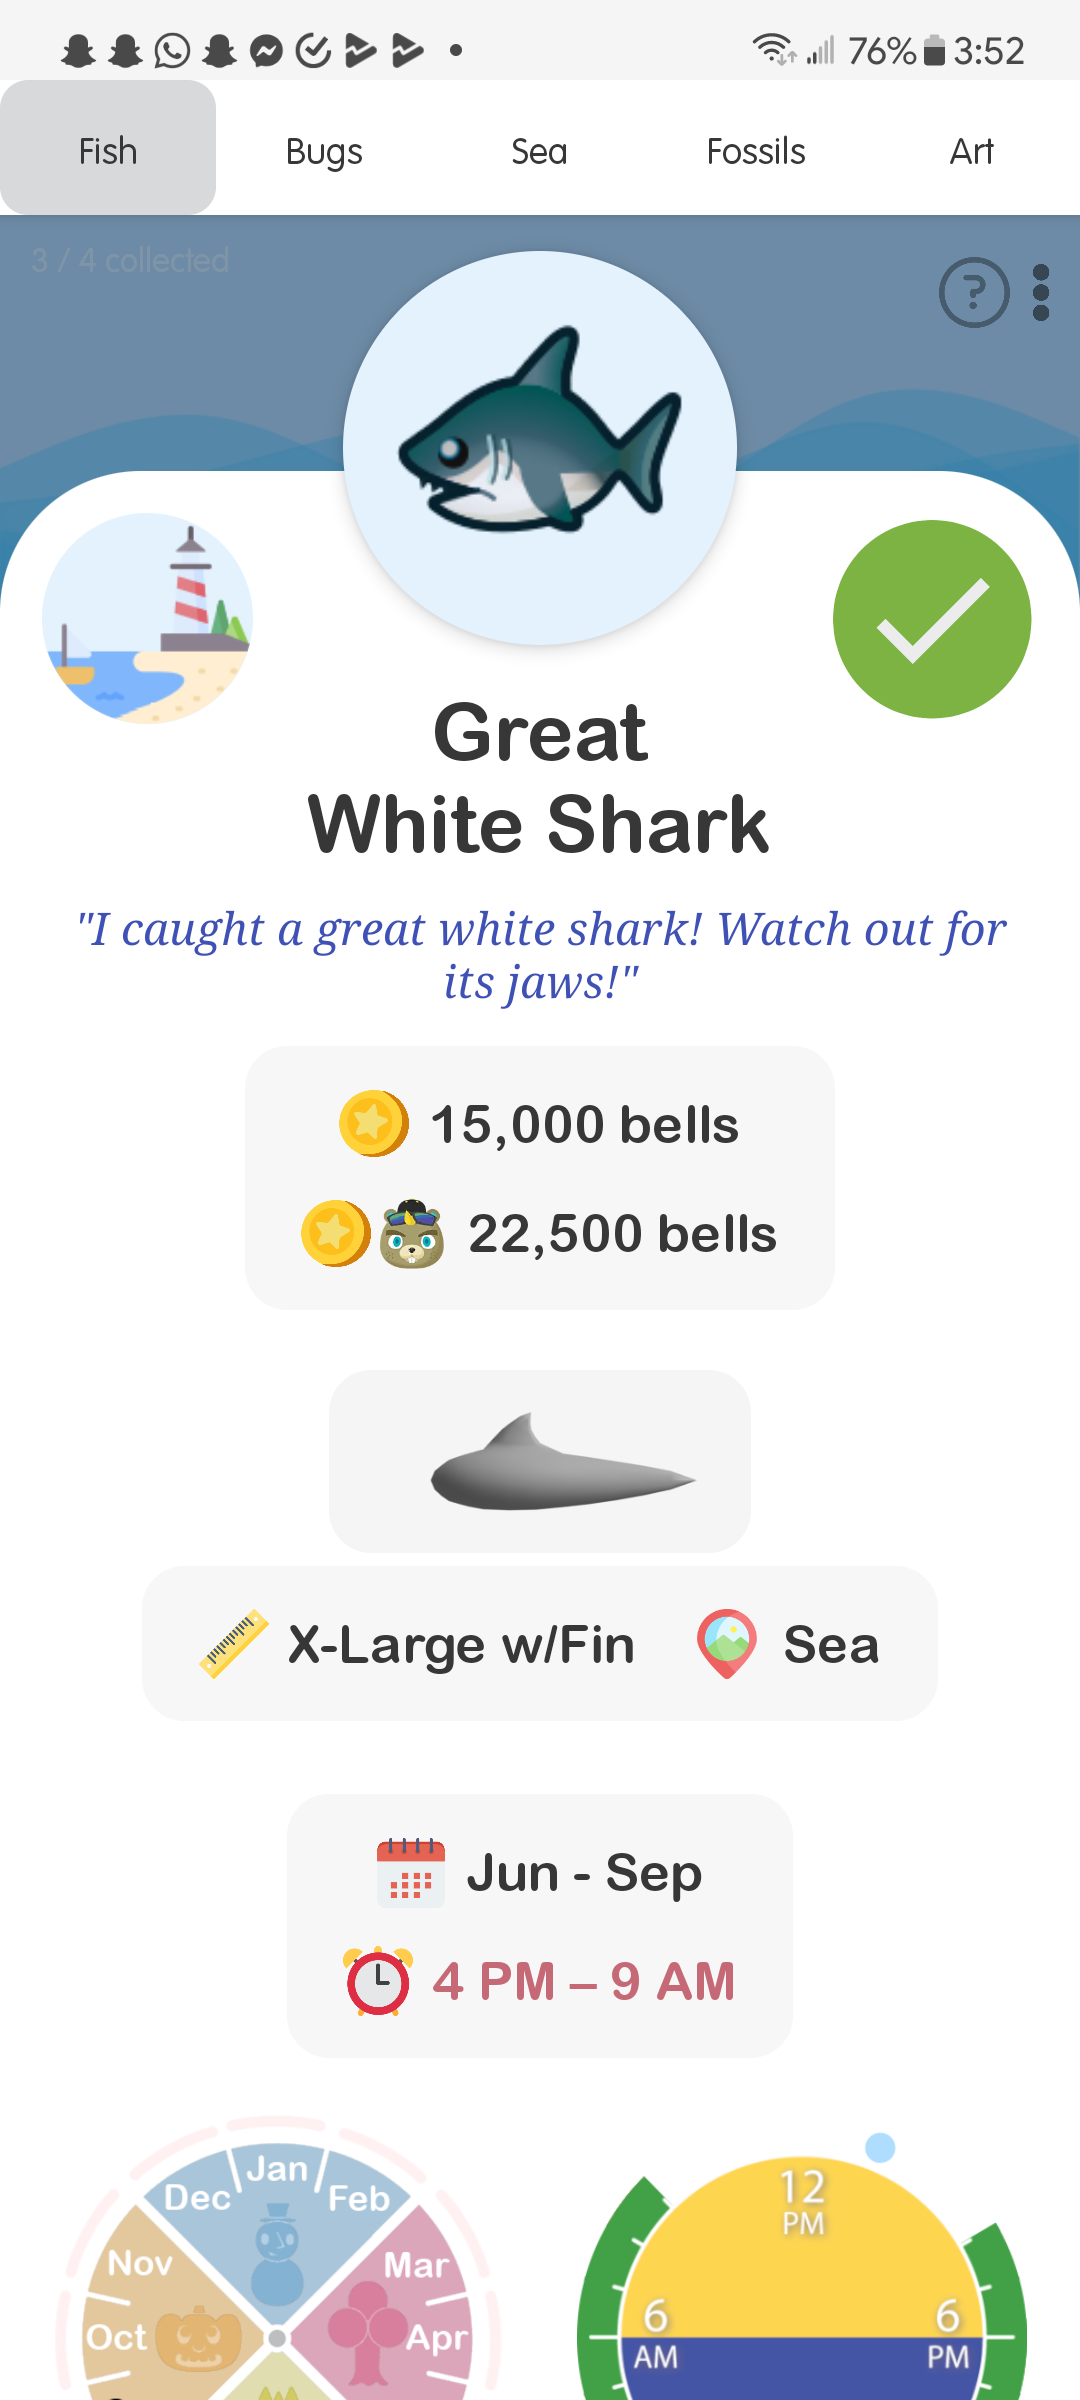 76% 3:52
Fish Bugs Sea Fossils Art
3 / 4 collected
?
Great
White Shark
"I caught a great white shark! Watch out for
its jaws!"
15,000 bells
22,500 bells
X-Large w/Fin Sea
Jun - Sep
4 PM – 9 AM
Jan
Dec
Feb
Nov
Mar
Oct
Apr
12
PM
6
AM
6
PM